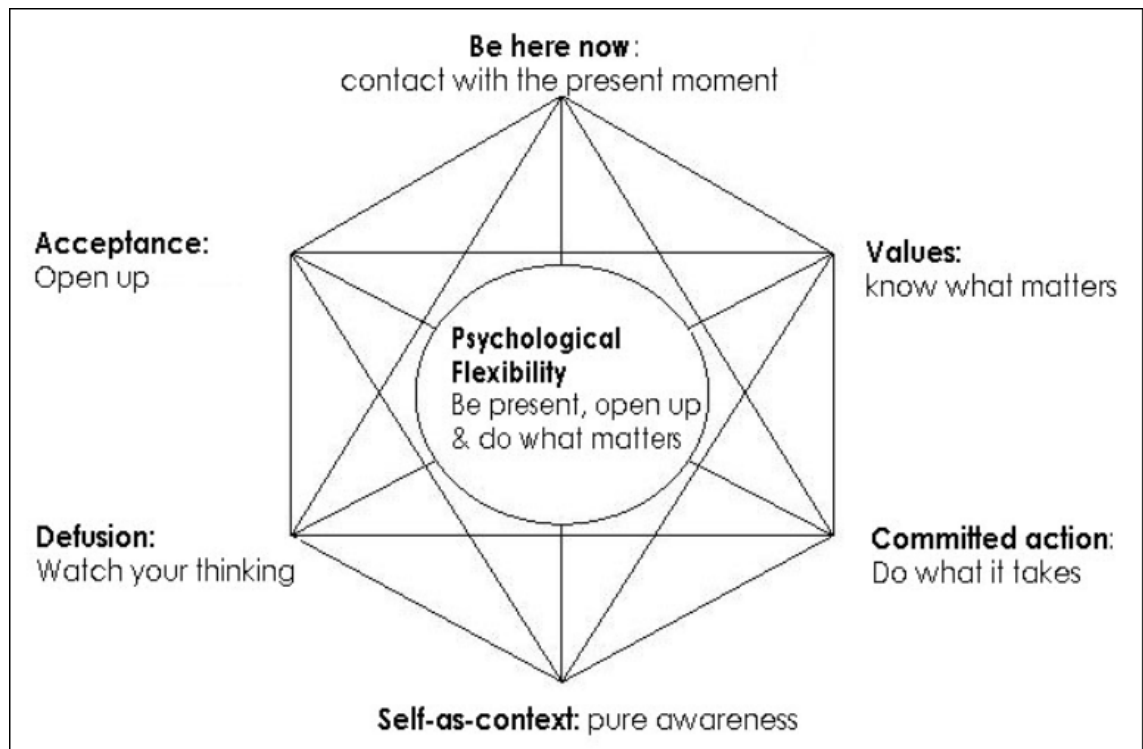 Be here now:
contact with the present moment
Acceptance:
Open up
Values:
know what matters
Psychological
Flexibility
Be present, open up
& do what matters
Defusion:
Watch your thinking
Committed action:
Do what it takes
Self-as-context: pure awareness